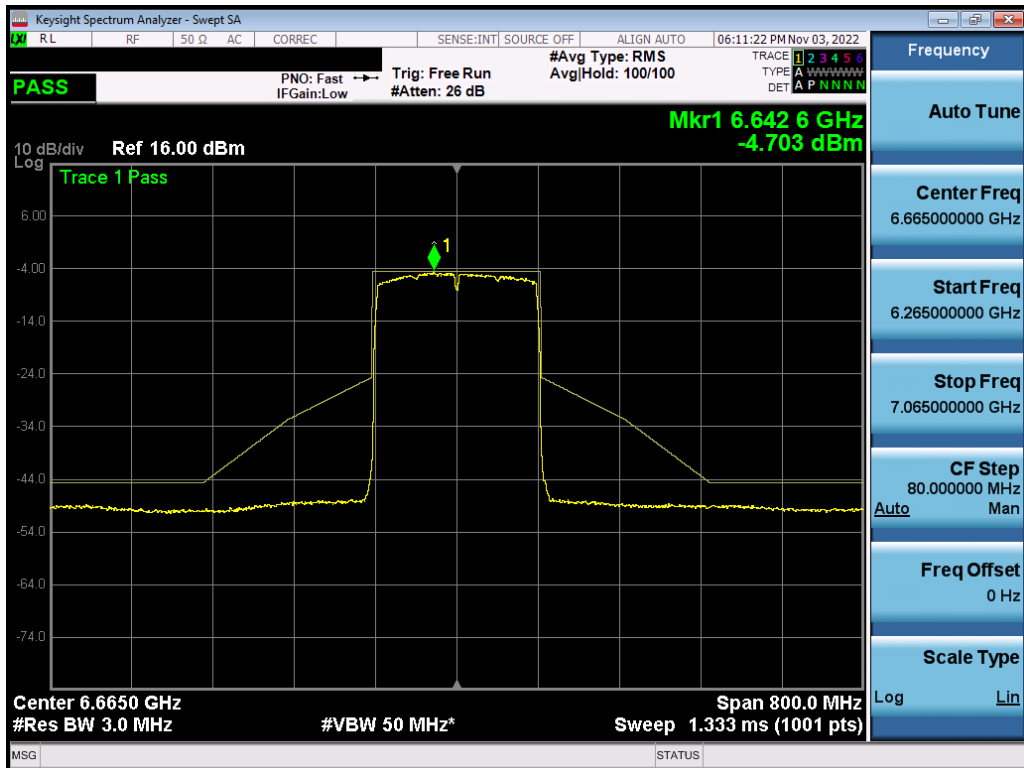 Keysight Spectrum Analyzer - Swept SA
LXI RL RF 50 Ω AC CORREC SENSE:INT SOURCE OFF ALIGN AUTO 06:11:22 PM Nov 03, 2022
Frequency
PASS
PNO: Fast
IFGain:Low
Trig: Free Run
#Atten: 26 dB
#Avg Type: RMS
Avg|Hold: 100/100
TRACE 1 2 3 4 5 6
TYPE A WWWWW
DET A P N N N N
Mkr1 6.642 6 GHz
-4.703 dBm
10 dB/div Ref 16.00 dBm
Log
Trace 1 Pass
1
6.00
-4.00
-14.0
-24.0
-34.0
-44.0
-54.0
-64.0
-74.0
Center 6.6650 GHz Span 800.0 MHz
#Res BW 3.0 MHz #VBW 50 MHz* Sweep 1.333 ms (1001 pts)
MSG STATUS
Auto Tune
Center Freq
6.665000000 GHz
Start Freq
6.265000000 GHz
Stop Freq
7.065000000 GHz
CF Step
80.000000 MHz
Auto Man
Freq Offset
0 Hz
Scale Type
Log Lin